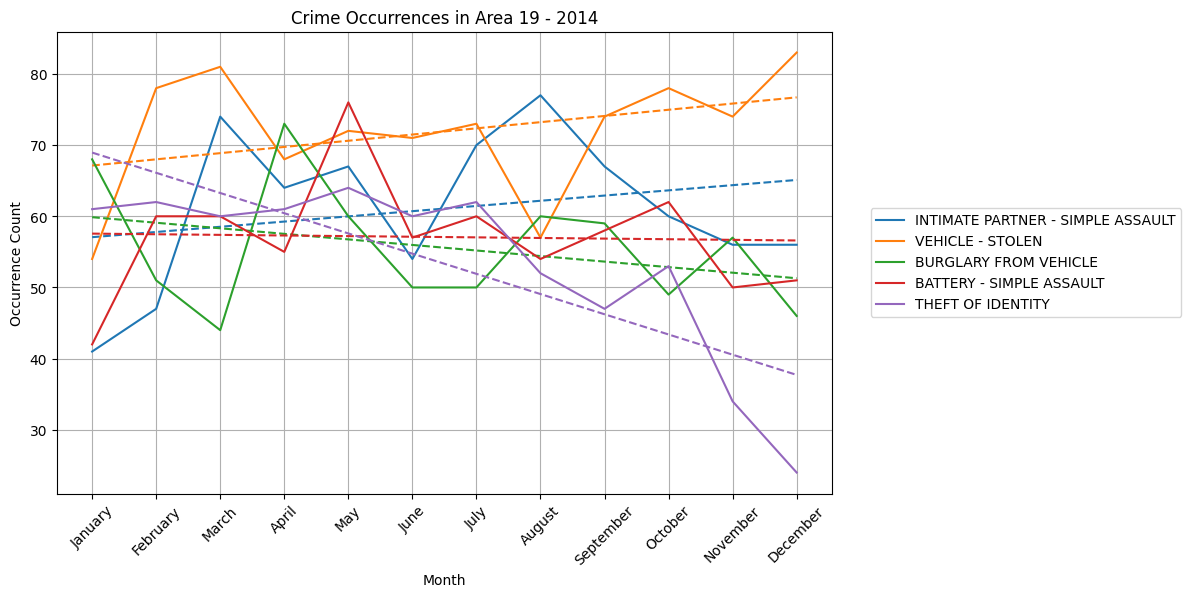 Crime Occurrences in Area 19 - 2014
Occurrence Count
80
70
60
50
40
30
January
February
March
April
May
June
July
August
September
October
November
December
Month
INTIMATE PARTNER - SIMPLE ASSAULT
VEHICLE - STOLEN
BURGLARY FROM VEHICLE
BATTERY - SIMPLE ASSAULT
THEFT OF IDENTITY